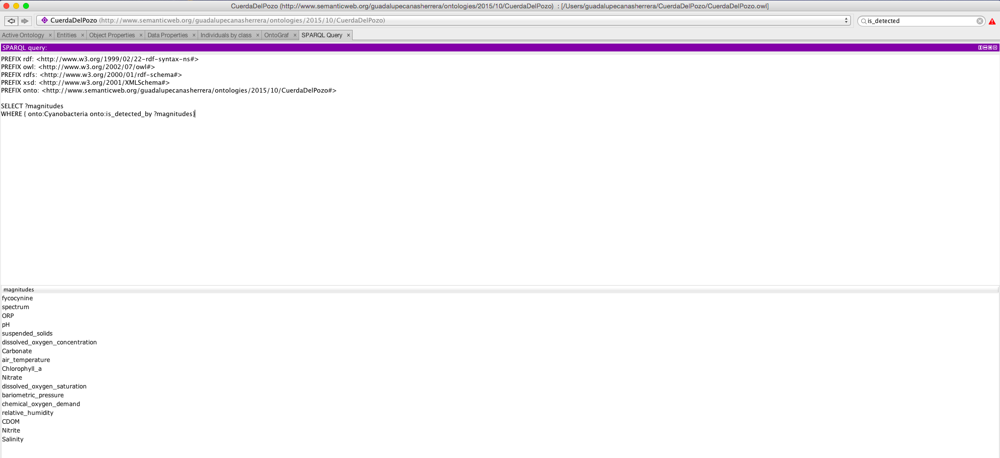 CuerdaDelPozo (http://www.semanticweb.org/guadalupecanasherrera/ontologies/2015/10/CuerdaDelPozo) : [/Users/guadalupecanasherrera/CuerdaDelPozo/CuerdaDelPozo.owl]
CuerdaDelPozo (http://www.semanticweb.org/guadalupecanasherrera/ontologies/2015/10/CuerdaDelPozo) is_detected
Active Ontology × Entities × Object Properties × Data Properties × Individuals by class × OntoGraf × SPARQL Query ×
SPARQL query:
PREFIX rdf: <http://www.w3.org/1999/02/22-rdf-syntax-ns#>
PREFIX owl: <http://www.w3.org/2002/07/owl#>
PREFIX rdfs: <http://www.w3.org/2000/01/rdf-schema#>
PREFIX xsd: <http://www.w3.org/2001/XMLSchema#>
PREFIX onto: <http://www.semanticweb.org/guadalupecanasherrera/ontologies/2015/10/CuerdaDelPozo#>
SELECT ?magnitudes
WHERE { onto:Cyanobacteria onto:is_detected_by ?magnitudes}
magnitudes
fycocynine
spectrum
ORP
pH
suspended_solids
dissolved_oxygen_concentration
Carbonate
air_temperature
Chlorophyll_a
Nitrate
dissolved_oxygen_saturation
bariometric_pressure
chemical_oxygen_demand
relative_humidity
CDOM
Nitrite
Salinity